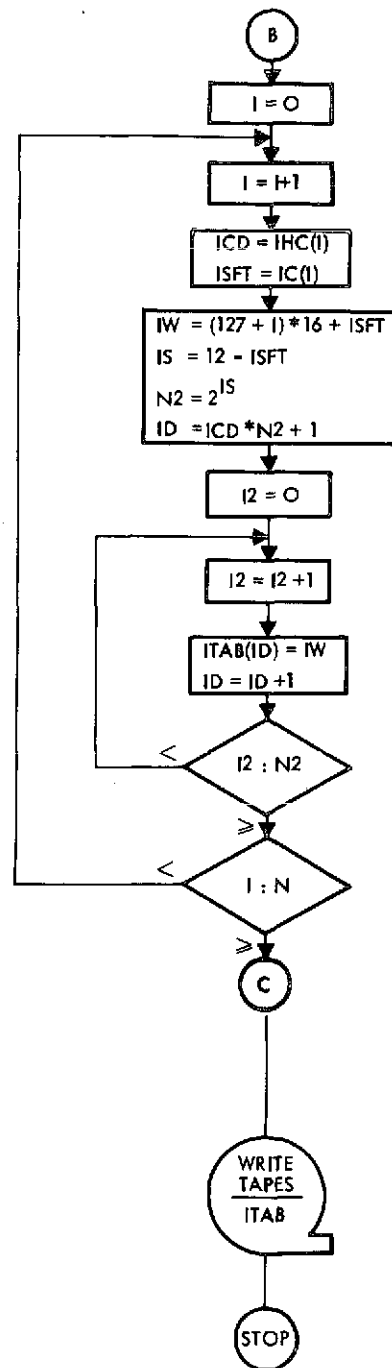 B
I = O
I = I+1
ICD = IHC(I)
ISFT = IC(I)
IW = (127 + I) * 16 + ISFT
IS = 12 - ISFT
N2 = 2^IS
ID = ICD * N2 + 1
I2 = O
I2 = I2 +1
ITAB(ID) = IW
ID = ID +1
<
I2 : N2
≥
<
I : N
≥
C
WRITE
TAPES
ITAB
STOP